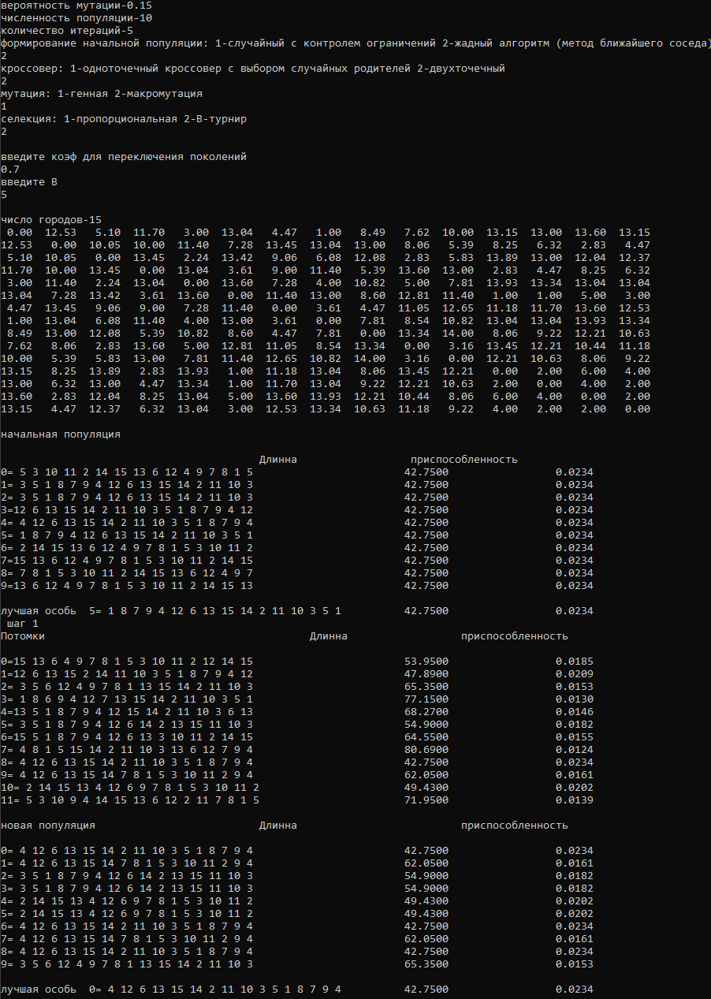 вероятность мутации-0.15
численность популяции-10
количество итераций-5
формирование начальной популяции: 1-случайный с контролем ограничений 2-жадный алгоритм (метод ближайшего соседа)
2
кроссовер: 1-одноточечный кроссовер с выбором случайных родителей 2-двухточечный
2
мутация: 1-генная 2-макромутация
1
селекция: 1-пропорциональная 2-В-турнир
2
введите коэф для переключения поколений
0.7
введите В
5
число городов-15
0.00 12.53 5.10 11.70 3.00 13.04 4.47 1.00 8.49 7.62 10.00 13.15 13.00 13.60 13.15
12.53 0.00 10.05 10.00 11.40 7.28 13.45 13.04 13.00 8.06 5.39 8.25 6.32 2.83 4.47
5.10 10.05 0.00 13.45 2.24 13.42 9.06 6.08 12.08 2.83 5.83 13.89 13.00 12.04 12.37
11.70 10.00 13.45 0.00 13.04 3.61 9.00 11.40 5.39 13.60 13.00 2.83 4.47 8.25 6.32
3.00 11.40 2.24 13.04 0.00 13.60 7.28 4.00 10.82 5.00 7.81 13.93 13.34 13.04 13.04
13.04 7.28 13.42 3.61 13.60 0.00 11.40 13.00 8.60 12.81 11.40 1.00 1.00 5.00 3.00
4.47 13.45 9.06 9.00 7.28 11.40 0.00 3.61 4.47 11.05 12.65 11.18 11.70 13.60 12.53
1.00 13.04 6.08 11.40 4.00 13.00 3.61 0.00 7.81 8.54 10.82 13.04 13.04 13.93 13.34
8.49 13.00 12.08 5.39 10.82 8.60 4.47 7.81 0.00 13.34 14.00 8.06 9.22 12.21 10.63
7.62 8.06 2.83 13.60 5.00 12.81 11.05 8.54 13.34 0.00 3.16 13.45 12.21 10.44 11.18
10.00 5.39 5.83 13.00 7.81 11.40 12.65 10.82 14.00 3.16 0.00 12.21 10.63 8.06 9.22
13.15 8.25 13.89 2.83 13.93 1.00 11.18 13.04 8.06 13.45 12.21 0.00 2.00 6.00 4.00
13.00 6.32 13.00 4.47 13.34 1.00 11.70 13.04 9.22 12.21 10.63 2.00 0.00 4.00 2.00
13.60 2.83 12.04 8.25 13.04 5.00 13.60 13.93 12.21 10.44 8.06 6.00 4.00 0.00 2.00
13.15 4.47 12.37 6.32 13.04 3.00 12.53 13.34 10.63 11.18 9.22 4.00 2.00 2.00 0.00
начальная популяция
Длинна приспособленность
0= 5 3 10 11 2 14 15 13 6 12 4 9 7 8 1 5 42.7500 0.0234
1= 3 5 1 8 7 9 4 12 6 13 15 14 2 11 10 3 42.7500 0.0234
2= 3 5 1 8 7 9 4 12 6 13 15 14 2 11 10 3 42.7500 0.0234
3=12 6 13 15 14 2 11 10 3 5 1 8 7 9 4 12 42.7500 0.0234
4= 4 12 6 13 15 14 2 11 10 3 5 1 8 7 9 4 42.7500 0.0234
5= 1 8 7 9 4 12 6 13 15 14 2 11 10 3 5 1 42.7500 0.0234
6= 2 14 15 13 6 12 4 9 7 8 1 5 3 10 11 2 42.7500 0.0234
7=15 13 6 12 4 9 7 8 1 5 3 10 11 2 14 15 42.7500 0.0234
8= 7 8 1 5 3 10 11 2 14 15 13 6 12 4 9 7 42.7500 0.0234
9=13 6 12 4 9 7 8 1 5 3 10 11 2 14 15 13 42.7500 0.0234
лучшая особь 5= 1 8 7 9 4 12 6 13 15 14 2 11 10 3 5 1 42.7500 0.0234
шаг 1
Потомки Длинна приспособленность
0=15 13 6 4 9 7 8 1 5 3 10 11 2 12 14 15 53.9500 0.0185
1=12 6 13 15 2 14 11 10 3 5 1 8 7 9 4 12 47.8900 0.0209
2= 3 5 6 12 4 9 7 8 1 13 15 14 2 11 10 3 65.3500 0.0153
3= 1 8 6 9 4 12 7 13 15 14 2 11 10 3 5 1 77.1500 0.0130
4=13 5 1 8 7 9 4 12 15 14 2 11 10 3 6 13 68.2700 0.0146
5= 3 5 1 8 7 9 4 12 6 14 2 13 15 11 10 3 54.9000 0.0182
6=15 5 1 8 7 9 4 12 6 13 3 10 11 2 14 15 64.5500 0.0155
7= 4 8 1 5 15 14 2 11 10 3 13 6 12 7 9 4 80.6900 0.0124
8= 4 12 6 13 15 14 2 11 10 3 5 1 8 7 9 4 42.7500 0.0234
9= 4 12 6 13 15 14 7 8 1 5 3 10 11 2 9 4 62.0500 0.0161
10= 2 14 15 13 4 12 6 9 7 8 1 5 3 10 11 2 49.4300 0.0202
11= 5 3 10 9 4 14 15 13 6 12 2 11 7 8 1 5 71.9500 0.0139
новая популяция Длинна приспособленность
0= 4 12 6 13 15 14 2 11 10 3 5 1 8 7 9 4 42.7500 0.0234
1= 4 12 6 13 15 14 7 8 1 5 3 10 11 2 9 4 62.0500 0.0161
2= 3 5 1 8 7 9 4 12 6 14 2 13 15 11 10 3 54.9000 0.0182
3= 3 5 1 8 7 9 4 12 6 14 2 13 15 11 10 3 54.9000 0.0182
4= 2 14 15 13 4 12 6 9 7 8 1 5 3 10 11 2 49.4300 0.0202
5= 2 14 15 13 4 12 6 9 7 8 1 5 3 10 11 2 49.4300 0.0202
6= 4 12 6 13 15 14 2 11 10 3 5 1 8 7 9 4 42.7500 0.0234
7= 4 12 6 13 15 14 7 8 1 5 3 10 11 2 9 4 62.0500 0.0161
8= 4 12 6 13 15 14 2 11 10 3 5 1 8 7 9 4 42.7500 0.0234
9= 3 5 6 12 4 9 7 8 1 13 15 14 2 11 10 3 65.3500 0.0153
лучшая особь 0= 4 12 6 13 15 14 2 11 10 3 5 1 8 7 9 4 42.7500 0.0234